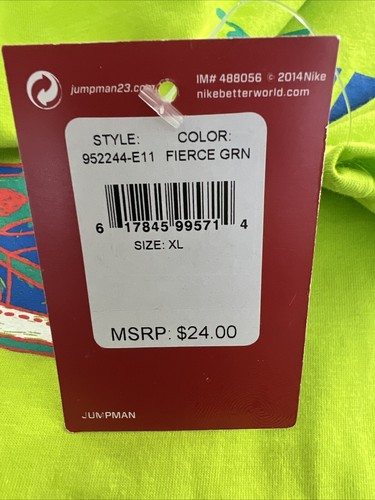 jumpman23.com
IM# 488056 © 2014 Nike
nikebetterworld.com
STYLE: COLOR:
952244-E11 FIERCE GRN
6 17845 99571 4
SIZE: XL
MSRP: $24.00
JUMPMAN